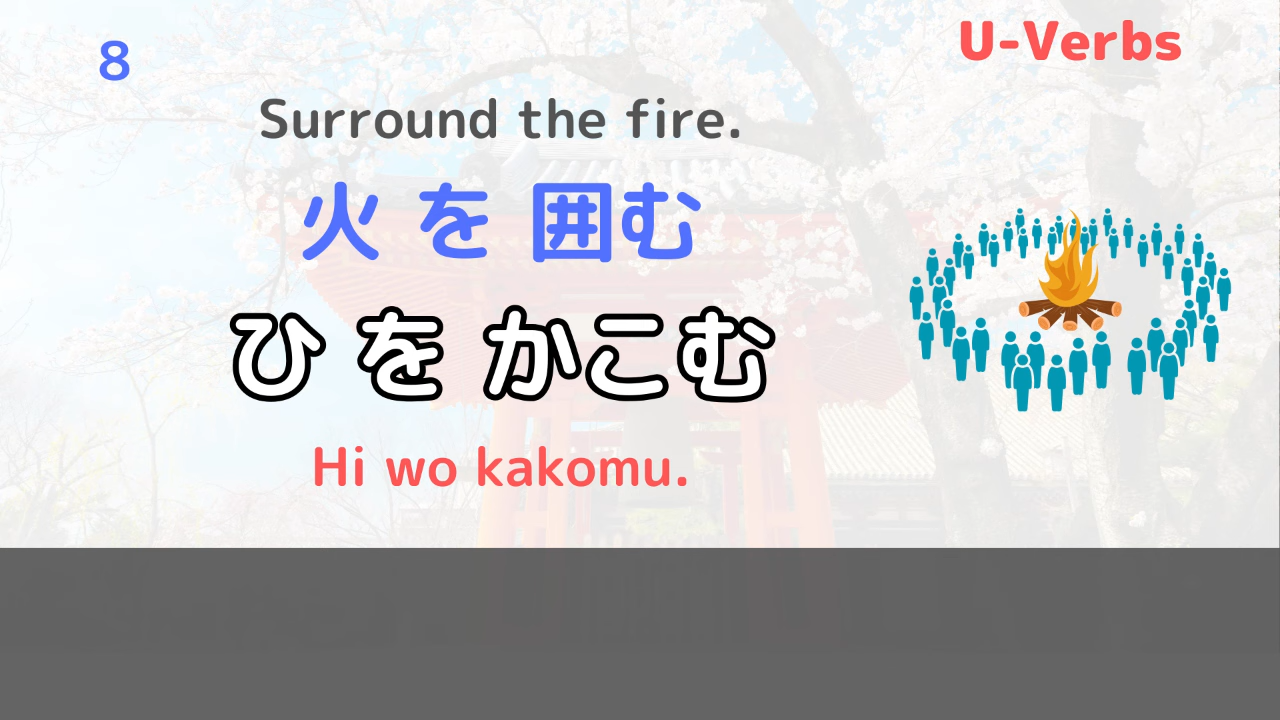 8
U-Verbs
Surround the fire.
火 を 囲む
ひ を かこむ
Hi wo kakomu.